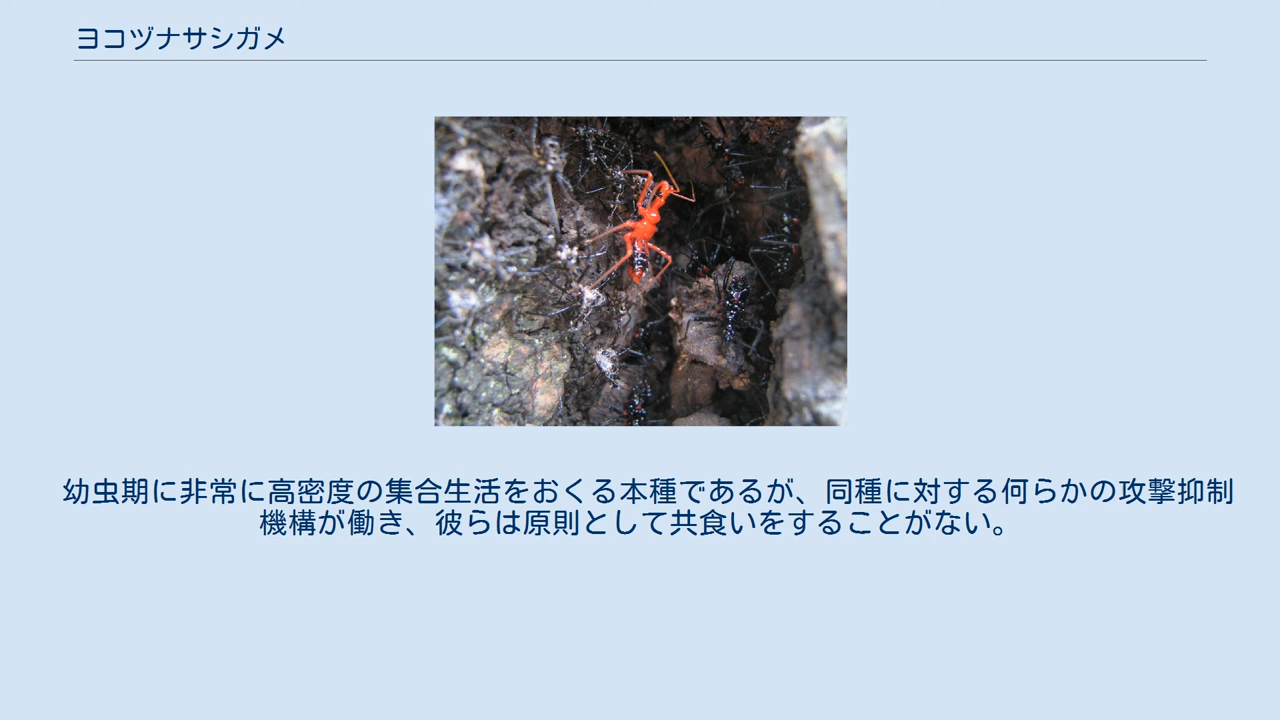 ヨコヅナサシガメ
幼虫期に非常に高密度の集合生活をおくる本種であるが、同種に対する何らかの攻撃抑制
機構が働き、彼らは原則として共食いをすることがない。